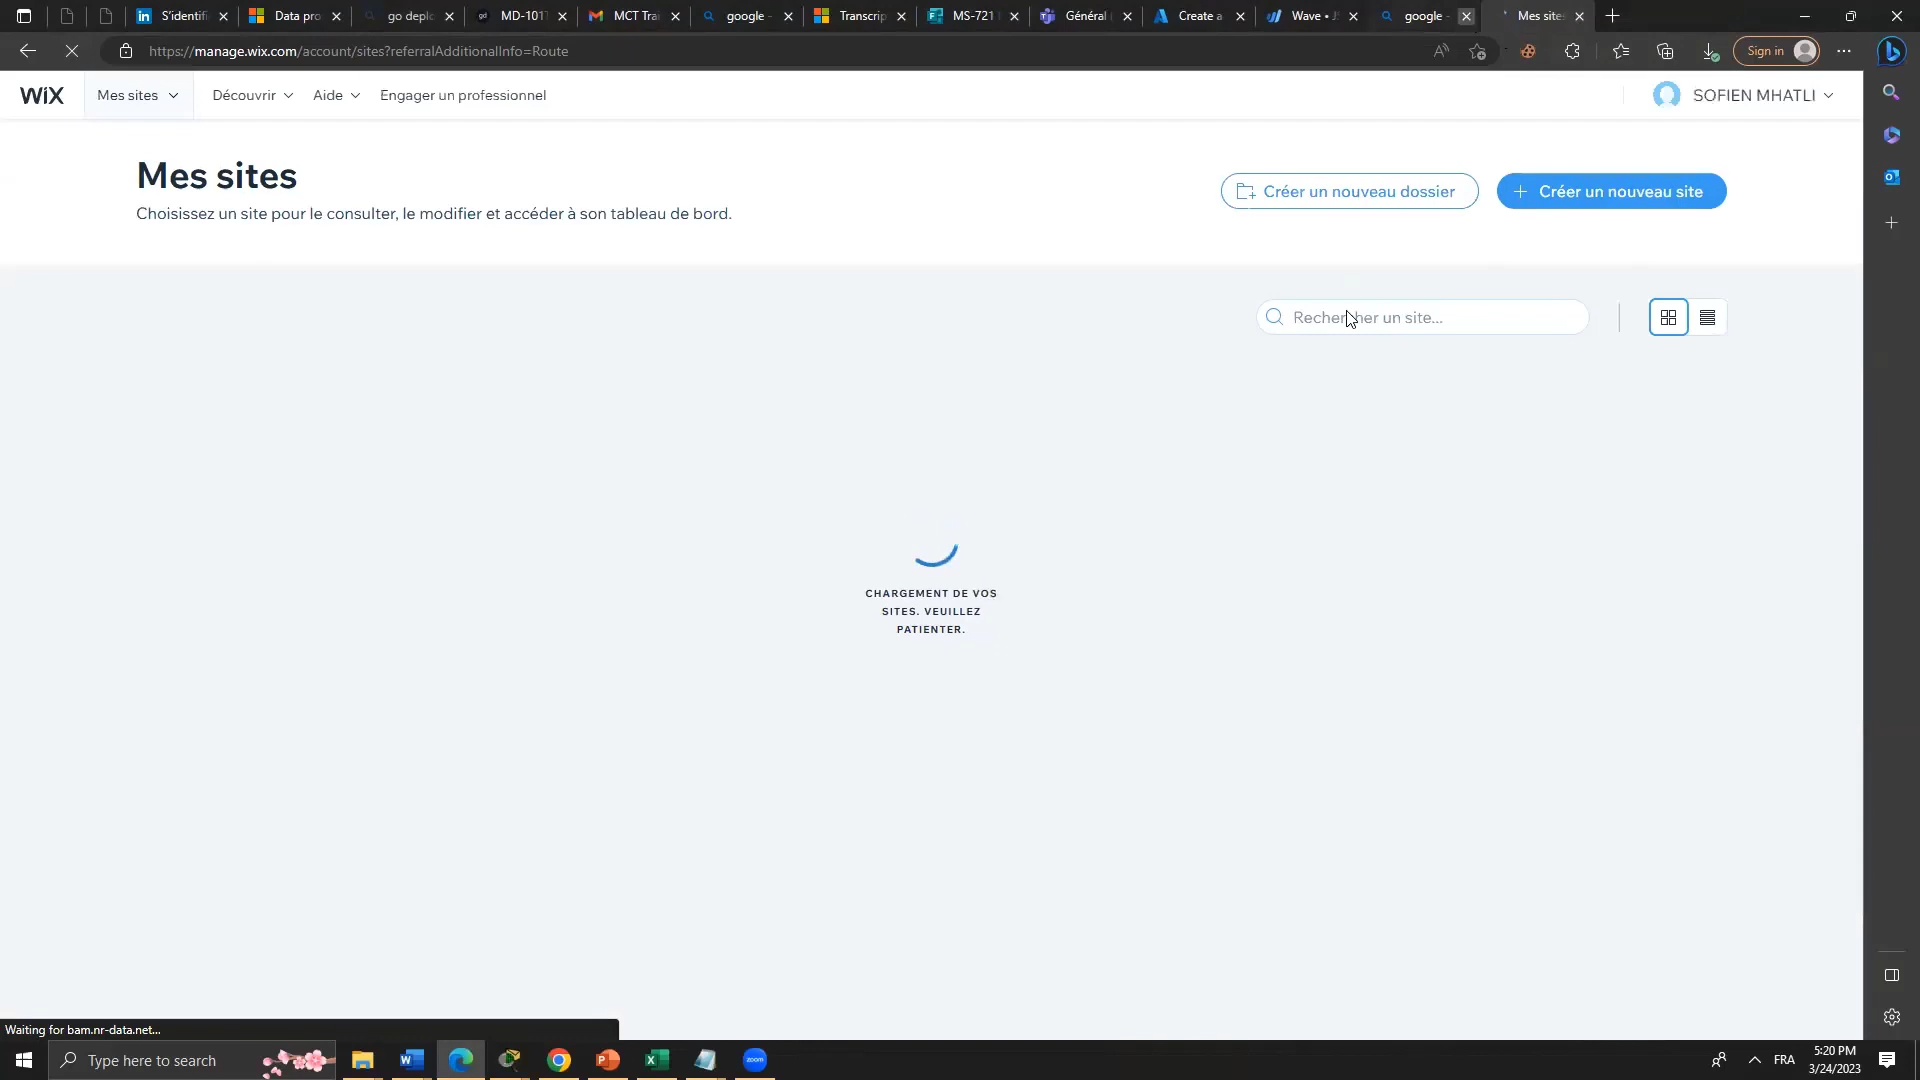 S'identifi
Data pro
go deplo
MD-101T
MCT Trai
google -
Transcrip
MS-721
Général
Create a
Wave •
google -
Mes site
https://manage.wix.com/account/sites?referralAdditionalInfo=Route
Sign in
WiX
Mes sites
Découvrir
Aide
Engager un professionnel
SOFIEN MHATLI
Mes sites
Choisissez un site pour le consulter, le modifier et accéder à son tableau de bord.
Créer un nouveau dossier
Créer un nouveau site
Rechercher un site...
CHARGEMENT DE VOS
SITES. VEUILLEZ
PATIENTER.
Waiting for bam.nr-data.net...
Type here to search
zoom
FRA
5:20 PM
3/24/2023